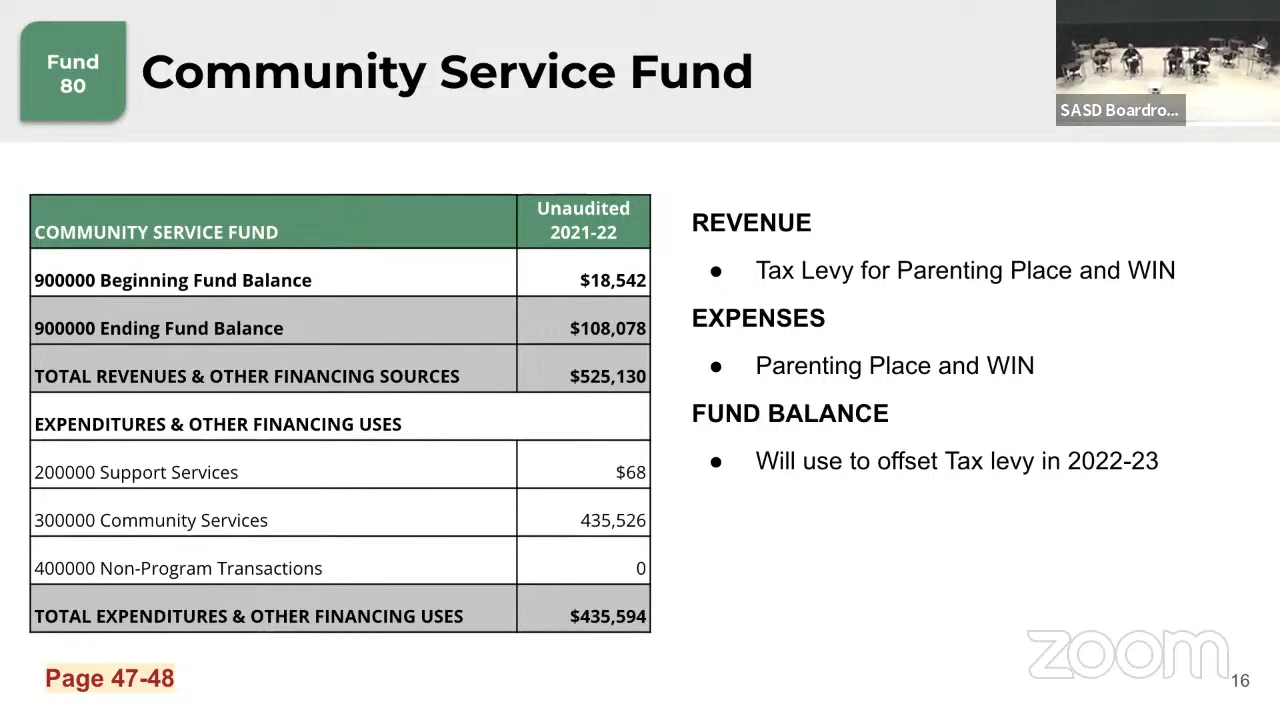 Fund
80
Community Service Fund
SASD Boardro...
COMMUNITY SERVICE FUND
Unaudited
2021-22
900000 Beginning Fund Balance $18,542
900000 Ending Fund Balance $108,078
TOTAL REVENUES & OTHER FINANCING SOURCES $525,130
EXPENDITURES & OTHER FINANCING USES
200000 Support Services $68
300000 Community Services 435,526
400000 Non-Program Transactions 0
TOTAL EXPENDITURES & OTHER FINANCING USES $435,594
REVENUE
● Tax Levy for Parenting Place and WIN
EXPENSES
● Parenting Place and WIN
FUND BALANCE
● Will use to offset Tax levy in 2022-23
Page 47-48
zoom
16